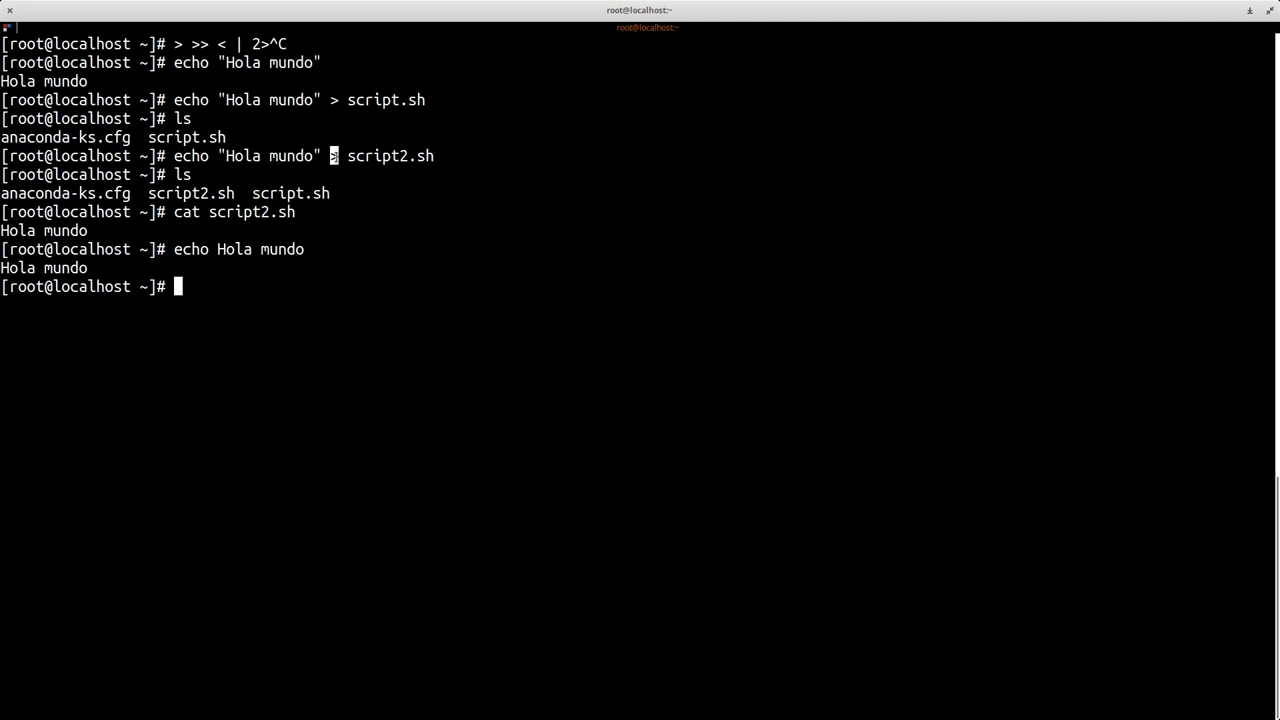 root@localhost:~
root@localhost:~
[root@localhost ~]# > >> < | 2>^C
[root@localhost ~]# echo "Hola mundo"
Hola mundo
[root@localhost ~]# echo "Hola mundo" > script.sh
[root@localhost ~]# ls
anaconda-ks.cfg  script.sh
[root@localhost ~]# echo "Hola mundo" > script2.sh
[root@localhost ~]# ls
anaconda-ks.cfg  script2.sh  script.sh
[root@localhost ~]# cat script2.sh
Hola mundo
[root@localhost ~]# echo Hola mundo
Hola mundo
[root@localhost ~]#